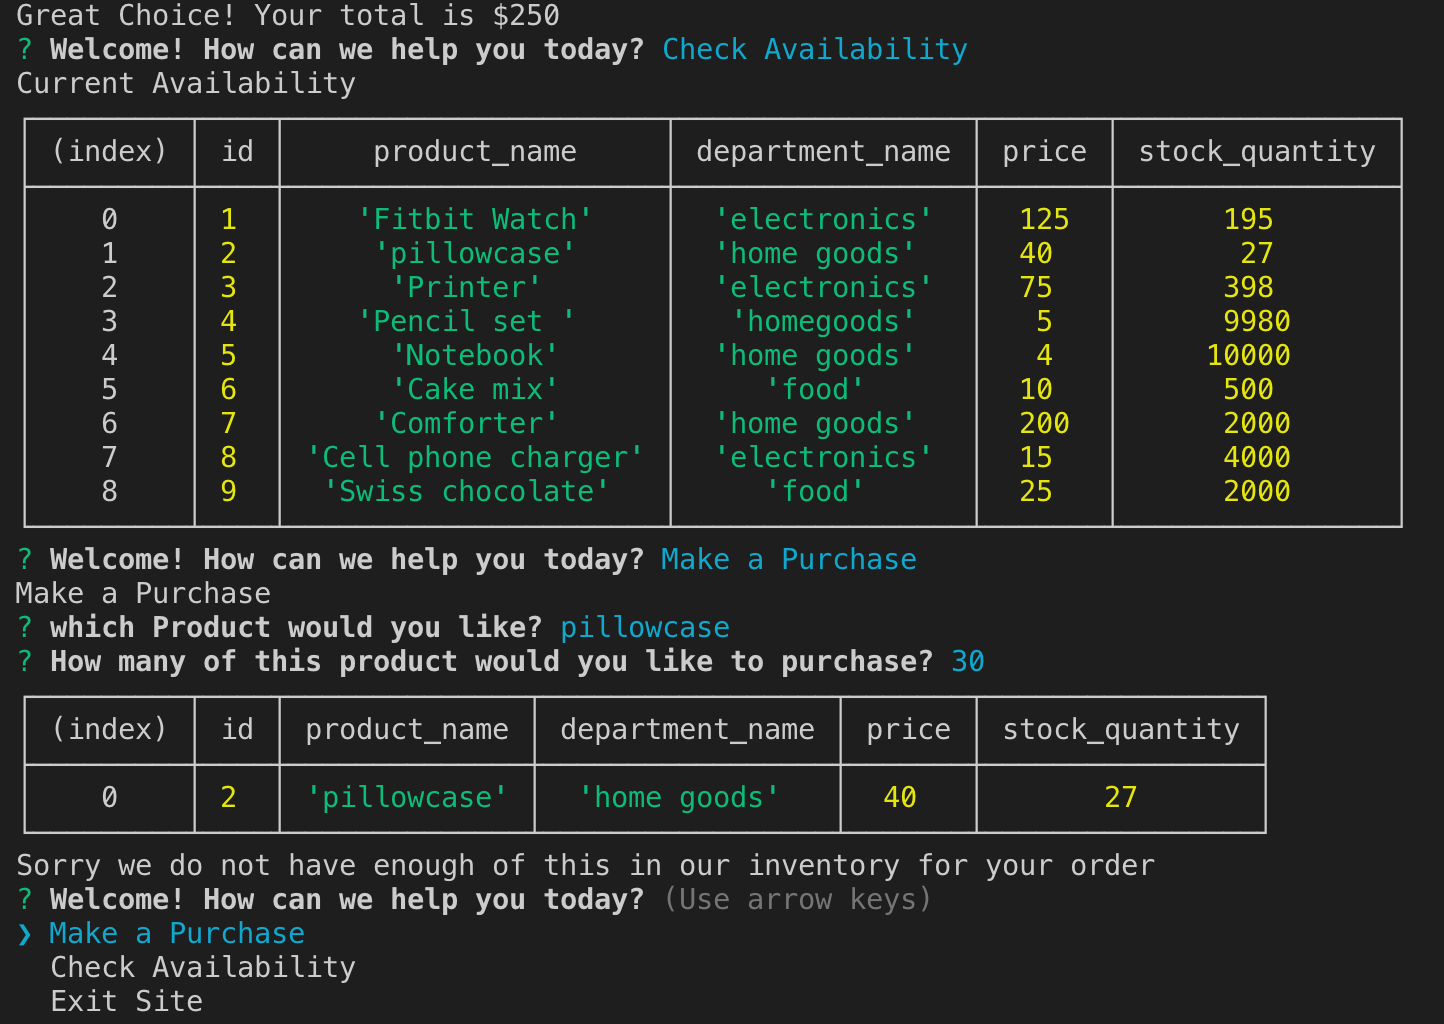 Great Choice! Your total is $250
? Welcome! How can we help you today? Check Availability
Current Availability
(index) id product_name department_name price stock_quantity
0 1 'Fitbit Watch' 'electronics' 125 195
1 2 'pillowcase' 'home goods' 40 27
2 3 'Printer' 'electronics' 75 398
3 4 'Pencil set ' 'homegoods' 5 9980
4 5 'Notebook' 'home goods' 4 10000
5 6 'Cake mix' 'food' 10 500
6 7 'Comforter' 'home goods' 200 2000
7 8 'Cell phone charger' 'electronics' 15 4000
8 9 'Swiss chocolate' 'food' 25 2000
? Welcome! How can we help you today? Make a Purchase
Make a Purchase
? which Product would you like? pillowcase
? How many of this product would you like to purchase? 30
(index) id product_name department_name price stock_quantity
0 2 'pillowcase' 'home goods' 40 27
Sorry we do not have enough of this in our inventory for your order
? Welcome! How can we help you today? (Use arrow keys)
❯ Make a Purchase
Check Availability
Exit Site